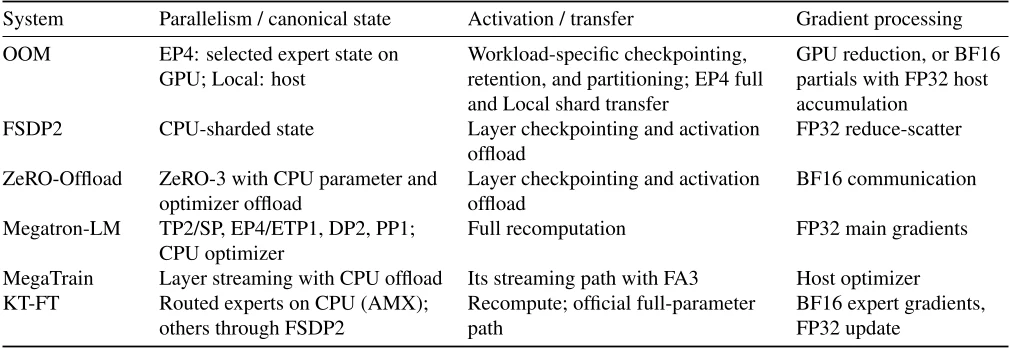 System Parallelism / canonical state Activation / transfer Gradient processing
OOM EP4: selected expert state on Workload-specific checkpointing, GPU reduction, or BF16
GPU; Local: host retention, and partitioning; EP4 full partials with FP32 host
and Local shard transfer accumulation
FSDP2 CPU-sharded state Layer checkpointing and activation FP32 reduce-scatter
offload
ZeRO-Offload ZeRO-3 with CPU parameter and Layer checkpointing and activation BF16 communication
optimizer offload offload
Megatron-LM TP2/SP, EP4/ETP1, DP2, PP1; Full recomputation FP32 main gradients
CPU optimizer
MegaTrain Layer streaming with CPU offload Its streaming path with FA3 Host optimizer
KT-FT Routed experts on CPU (AMX); Recompute; official full-parameter BF16 expert gradients,
others through FSDP2 path FP32 update